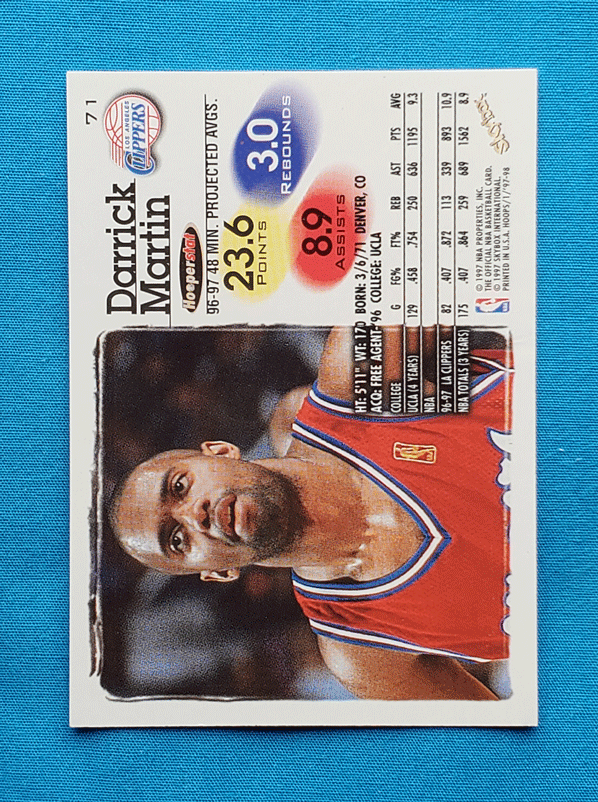 71
LOS ANGELES
CLIPPERS
Darrick
Martin
Hooperstat
96-97 48 MIN. PROJECTED AVGS.
23.6
POINTS
3.0
REBOUNDS
8.9
ASSISTS
HT: 5'11" WT: 170 BORN: 3/6/71 DENVER, CO
ACQ: FREE AGENT '96 COLLEGE: UCLA
COLLEGE G FG% FT% REB AST PTS AVG
UCLA (4 YEARS) 129 .458 .754 250 636 1195 9.3
NBA
96-97 LA CLIPPERS 82 .407 .872 113 339 893 10.9
NBA TOTALS (3 YEARS) 175 .407 .864 259 689 1562 8.9
© 1997 NBA PROPERTIES, INC.
THE OFFICIAL NBA BASKETBALL CARD.
© 1997 SKYBOX INTERNATIONAL.
PRINTED IN U.S.A. HOOPS/1/'97-98
SkyBox